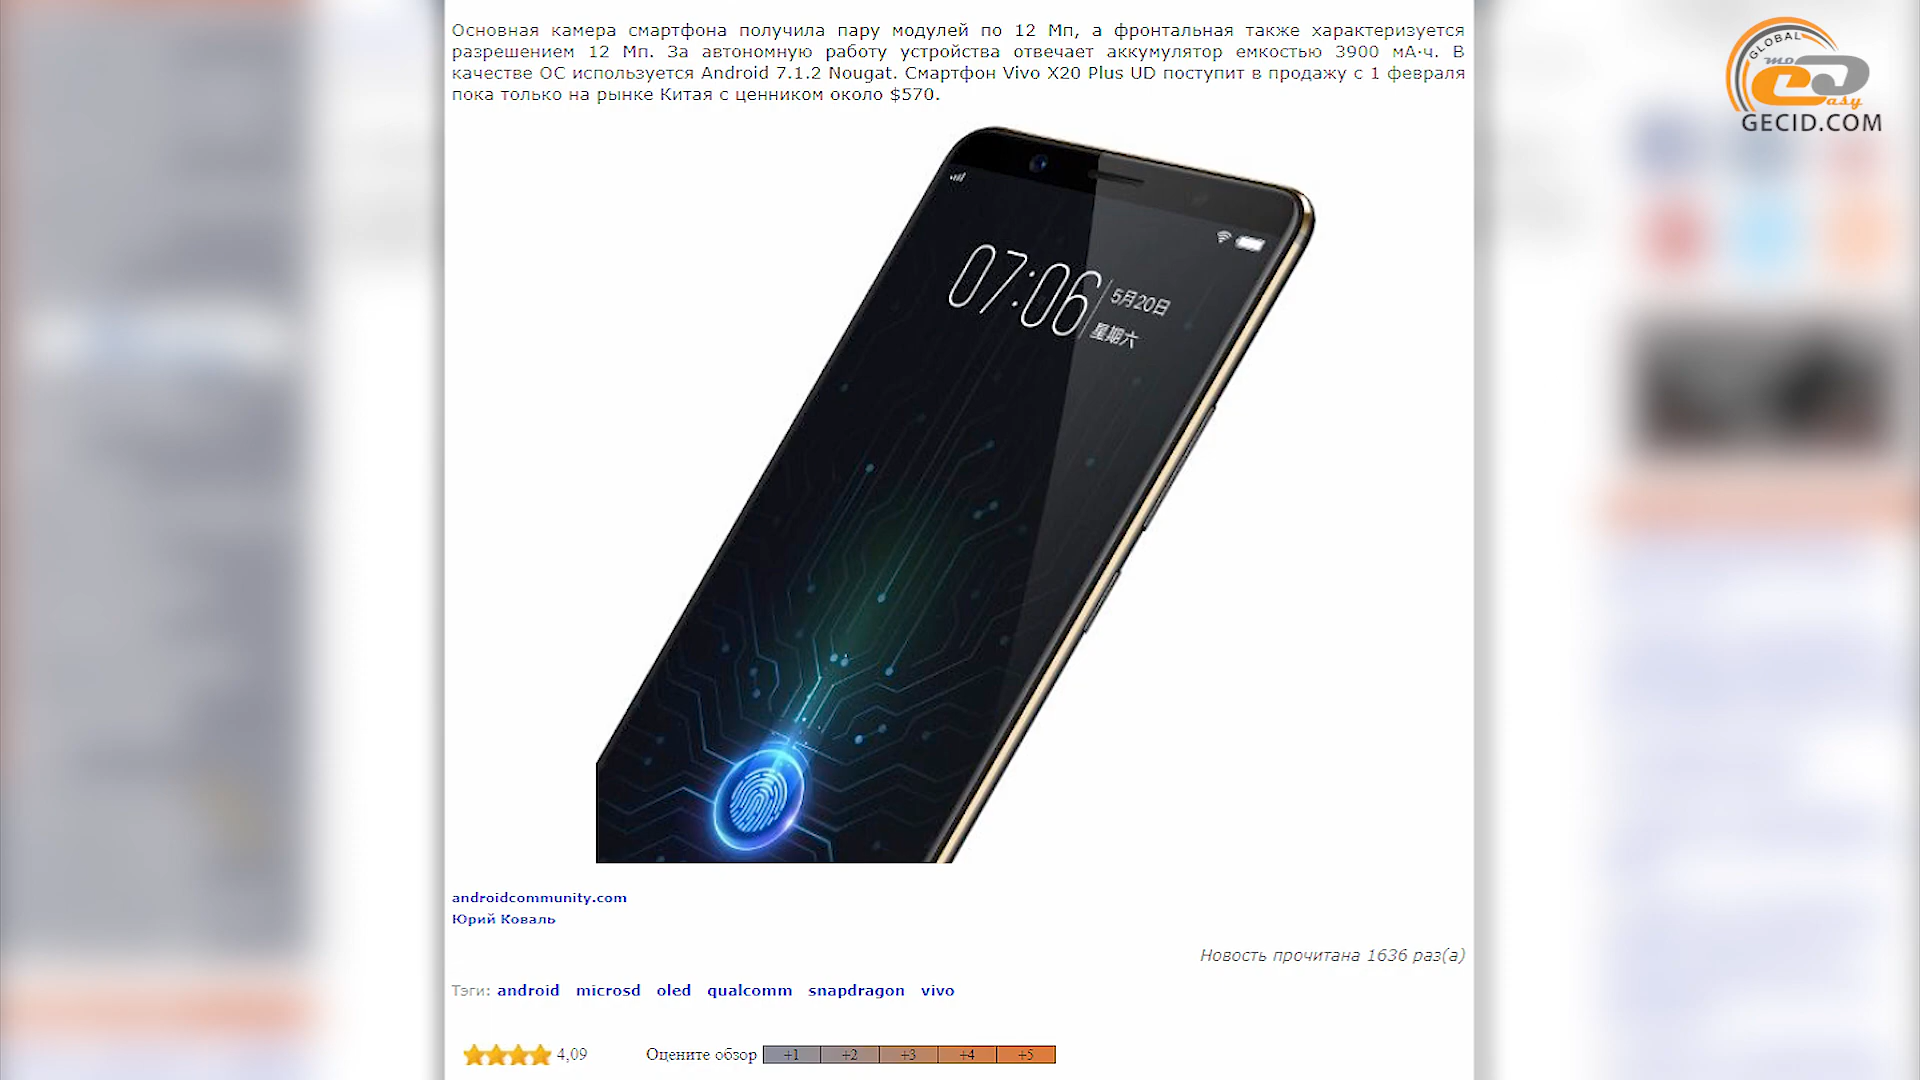 Основная камера смартфона получила пару модулей по 12 Мп, а фронтальная также характеризуется
разрешением 12 Мп. За автономную работу устройства отвечает аккумулятор емкостью 3900 мА·ч. В
качестве ОС используется Android 7.1.2 Nougat. Смартфон Vivo X20 Plus UD поступит в продажу с 1 февраля
пока только на рынке Китая с ценником около $570.
GLOBAL
easy
GECID.COM
07:06
5月20日
星期六
androidcommunity.com
Юрий Коваль
Новость прочитана 1636 раз(а)
Тэги: android microsd oled qualcomm snapdragon vivo
4,09 Оцените обзор +1 +2 +3 +4 +5